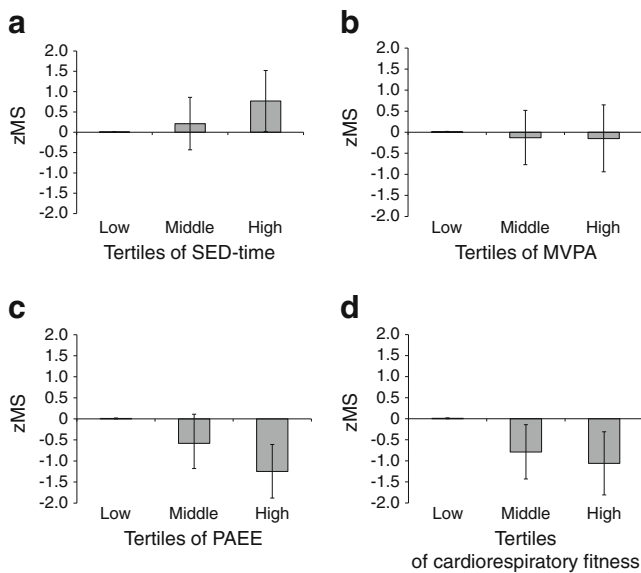 a
2.0
1.5
1.0
0.5
0
-0.5
-1.0
-1.5
-2.0
zMS
Low Middle High
Tertiles of SED-time
b
2.0
1.5
1.0
0.5
0
-0.5
-1.0
-1.5
-2.0
zMS
Low Middle High
Tertiles of MVPA
c
2.0
1.5
1.0
0.5
0
-0.5
-1.0
-1.5
-2.0
zMS
Low Middle High
Tertiles of PAEE
d
2.0
1.5
1.0
0.5
0
-0.5
-1.0
-1.5
-2.0
zMS
Low Middle High
Tertiles
of cardiorespiratory fitness